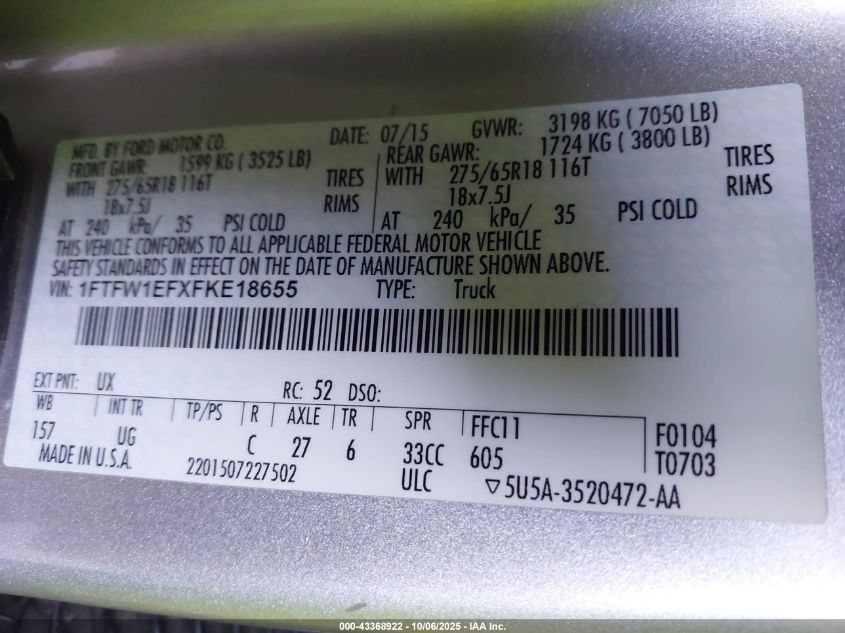 MFD. BY FORD MOTOR CO. DATE: 07/15 GVWR: 3198 KG ( 7050 LB)
FRONT GAWR: 1599 KG ( 3525 LB) REAR GAWR: 1724 KG ( 3800 LB)
WITH 275/65R18 116T TIRES WITH 275/65R18 116T TIRES
18x7.5J RIMS 18x7.5J RIMS
AT 240 kPa/ 35 PSI COLD AT 240 kPa/ 35 PSI COLD
THIS VEHICLE CONFORMS TO ALL APPLICABLE FEDERAL MOTOR VEHICLE
SAFETY STANDARDS IN EFFECT ON THE DATE OF MANUFACTURE SHOWN ABOVE.
VIN: 1FTFW1EFXFKE18655 TYPE: Truck
EXT PNT: UX RC: 52 DSO:
WB INT TR TP/PS R AXLE TR SPR FFC11 F0104
157 UG C 27 6 33CC 605 T0703
MADE IN U.S.A. 2201507227502 ULC ▽5U5A-3520472-AA
000-43368922 - 10/06/2025 - IAA Inc.